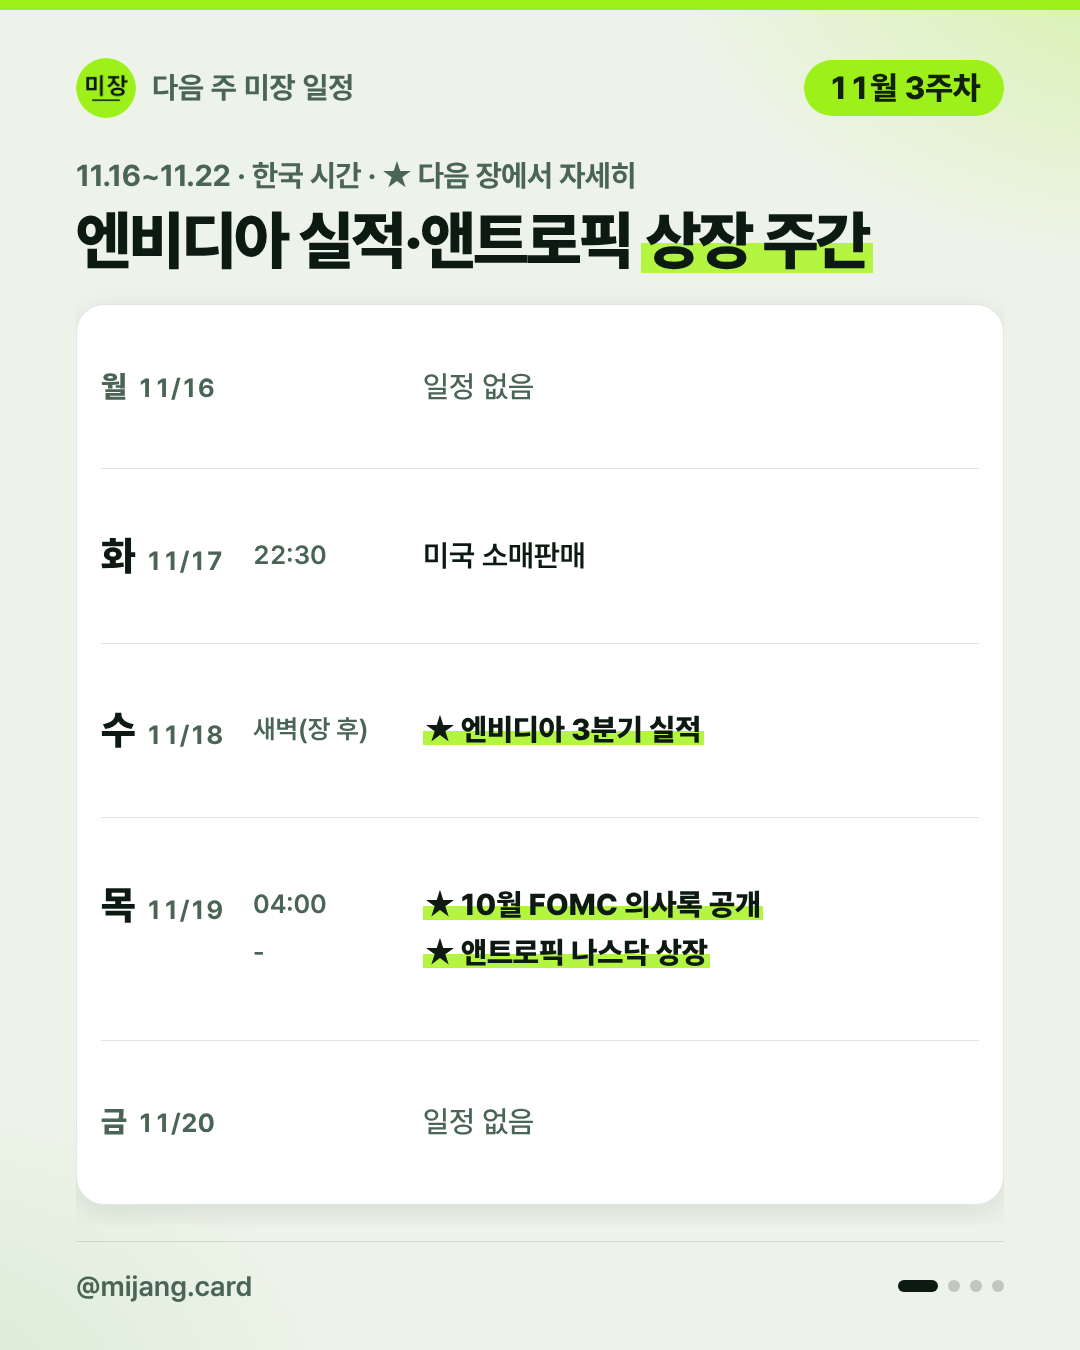 미장 다음 주 미장 일정
11월 3주차
11.16~11.22 · 한국 시간 · ★ 다음 장에서 자세히
엔비디아 실적·앤트로픽 상장 주간
월 11/16 일정 없음
화 11/17 22:30 미국 소매판매
수 11/18 새벽(장 후) ★ 엔비디아 3분기 실적
목 11/19 04:00 ★ 10월 FOMC 의사록 공개
- ★ 앤트로픽 나스닥 상장
금 11/20 일정 없음
@mijang.card